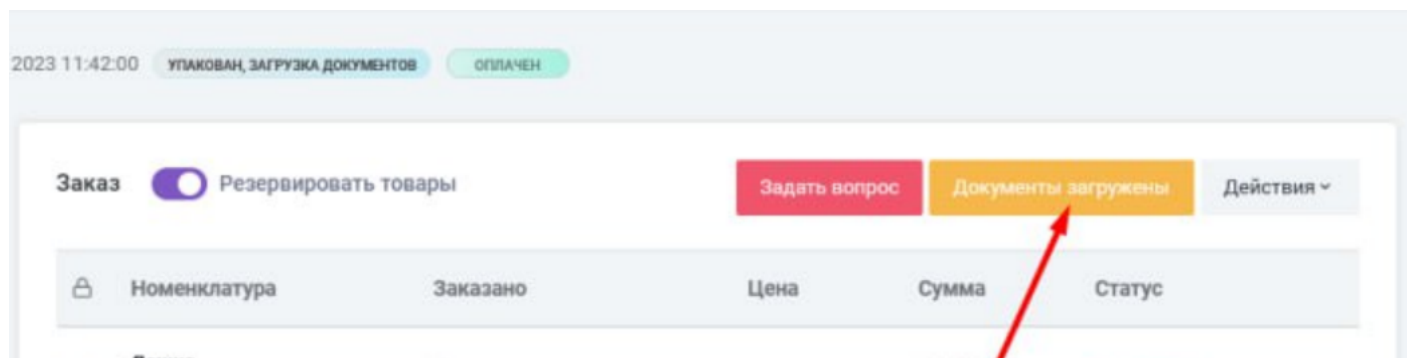 2023 11:42:00 УПАКОВАН, ЗАГРУЗКА ДОКУМЕНТОВ ОПЛАЧЕН
Заказ Резервировать товары Задать вопрос Документы загружены Действия
Номенклатура Заказано Цена Сумма Статус